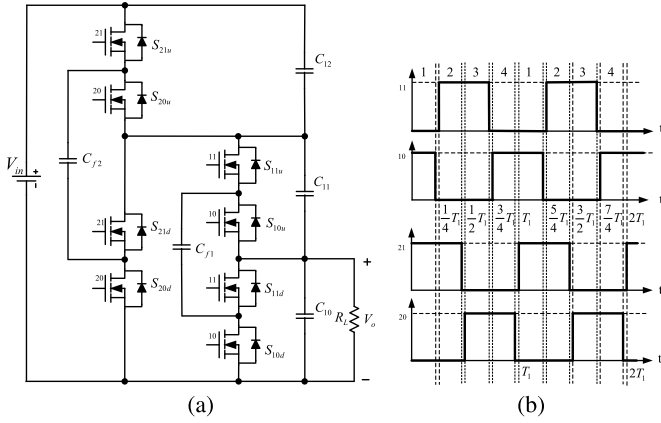 21
S21u
C12
20
S20u
Vin
+
-
Cf2
11
S11u
C11
10
S10u
21
S21d
Cf1
20
S20d
11
S11d
+
C10
RL
Vo
10
S10d
−
(a)
1 2 3 4 1 2 3 4
11
t
10
t
1/4 T1 1/2 T1 3/4 T1 T1 5/4 T1 3/2 T1 7/4 T1 2T1
21
t
20
t
T1 2T1
(b)